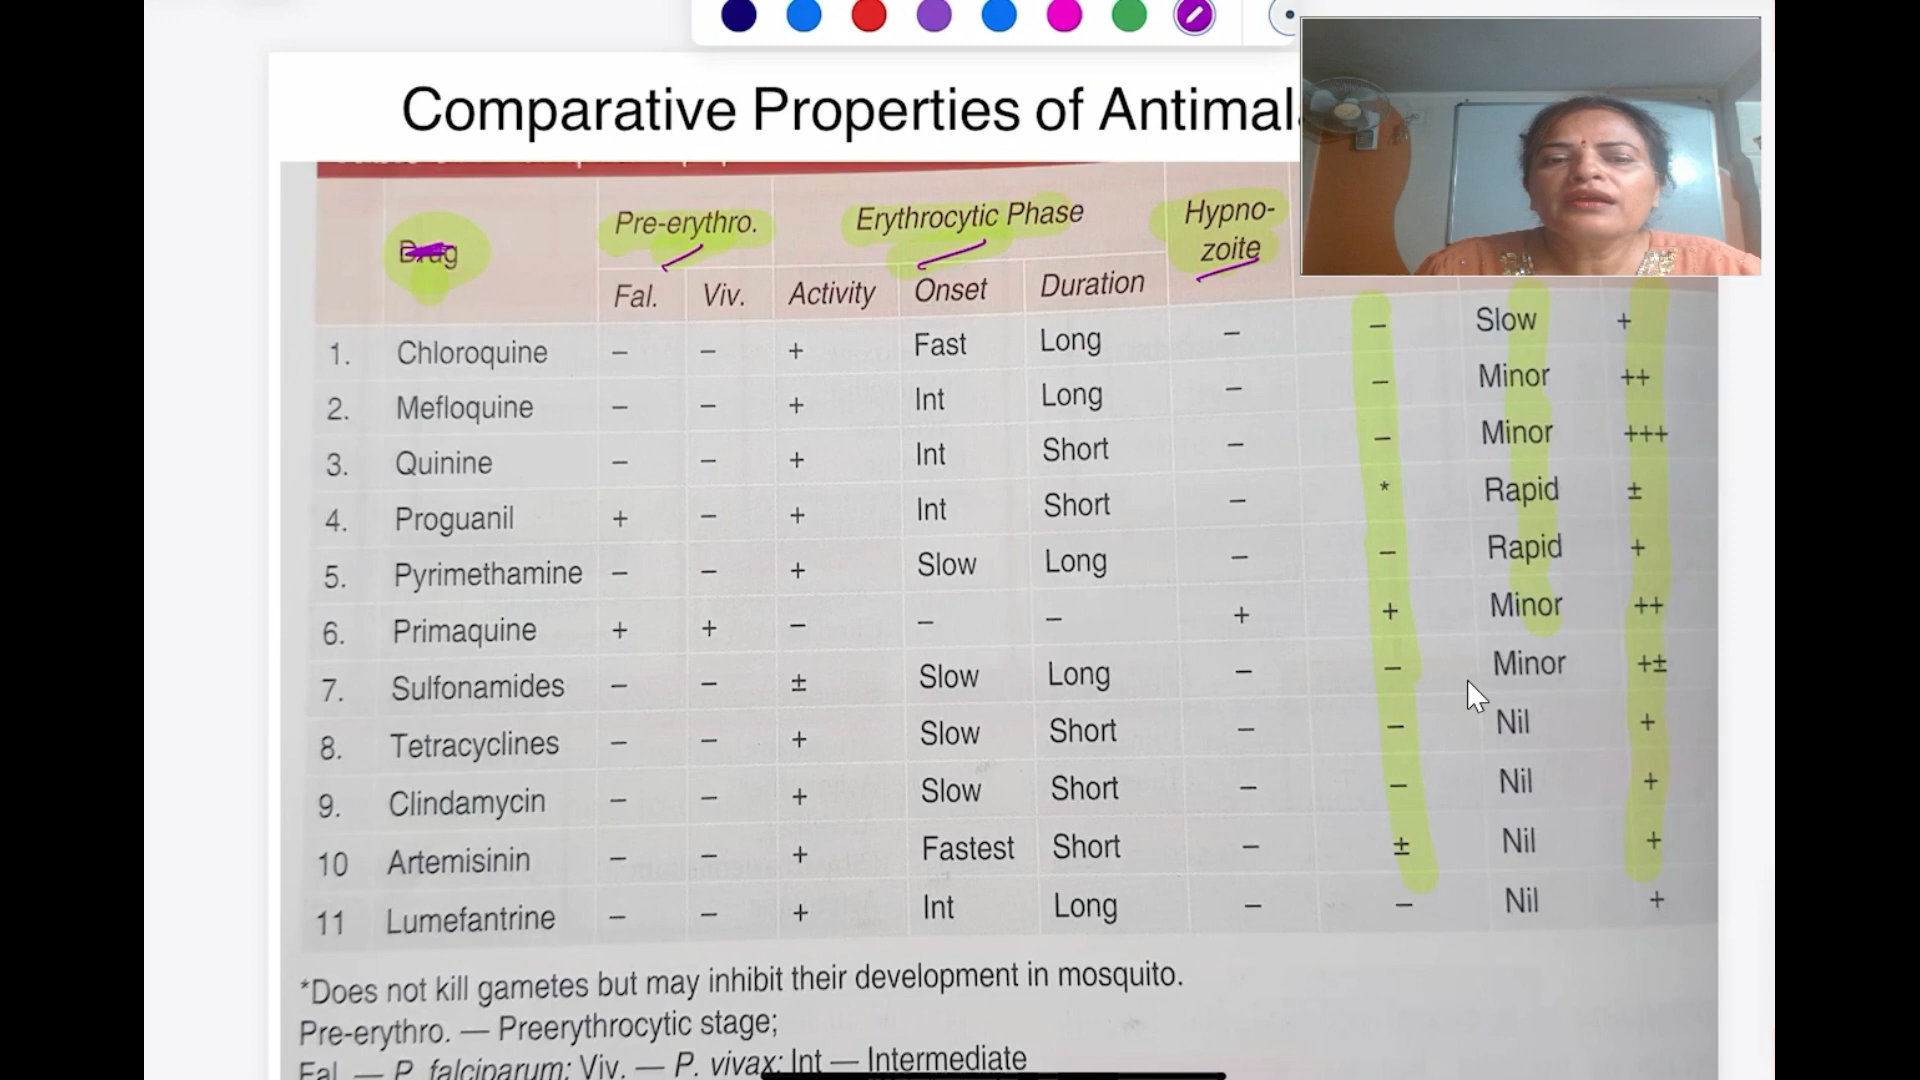 Comparative Properties of Antimal
Drug Pre-erythro. Erythrocytic Phase Hypno-
zoite
Fal. Viv. Activity Onset Duration
1. Chloroquine – – + Fast Long – – Slow +
2. Mefloquine – – + Int Long – – Minor ++
3. Quinine – – + Int Short – – Minor +++
4. Proguanil + – + Int Short – * Rapid ±
5. Pyrimethamine – – + Slow Long – – Rapid +
6. Primaquine + + – – – + + Minor ++
7. Sulfonamides – – ± Slow Long – – Minor +±
8. Tetracyclines – – + Slow Short – – Nil +
9. Clindamycin – – + Slow Short – – Nil +
10 Artemisinin – – + Fastest Short – ± Nil +
11 Lumefantrine – – + Int Long – – Nil +
*Does not kill gametes but may inhibit their development in mosquito.
Pre-erythro. — Preerythrocytic stage;
Fal. — P. falciparum; Viv. — P. vivax; Int — Intermediate